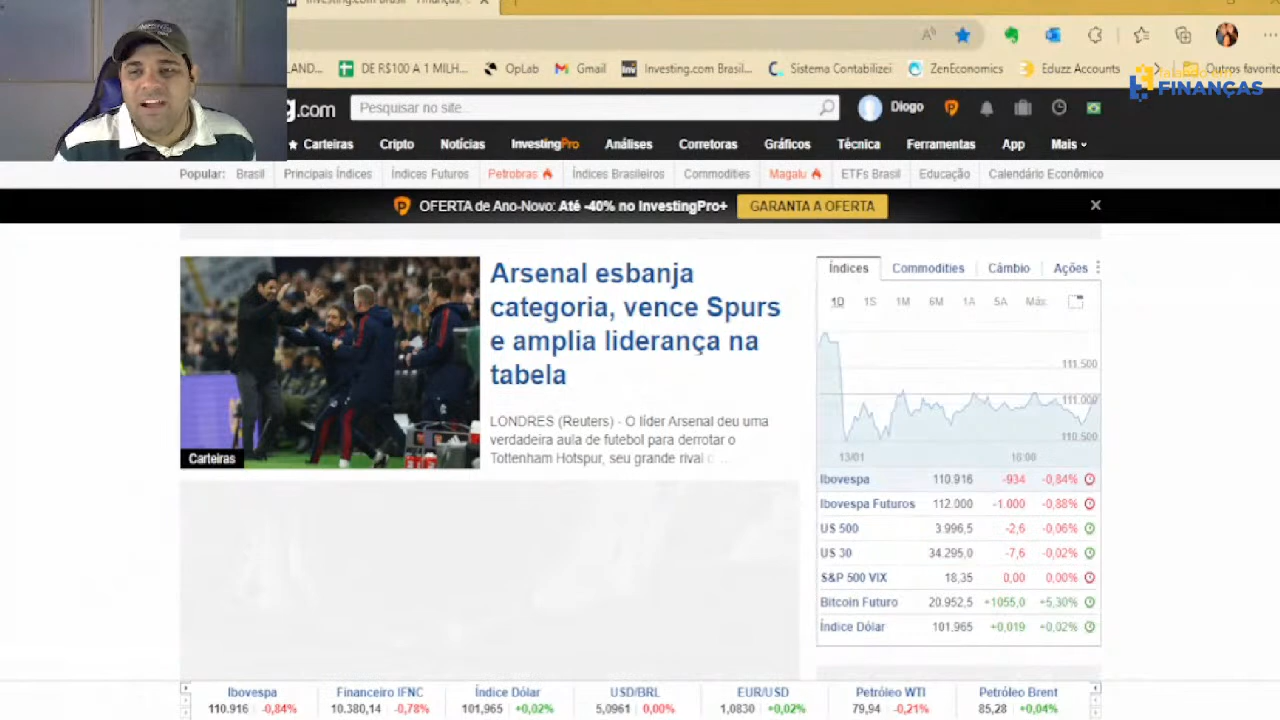 Investing.com Brasil - Finanças,
LAND... DE R$100 A 1 MILH... OpLab Gmail Investing.com Brasil... Sistema Contabilizei ZenEconomics Eduzz Accounts Outros favorito
FINANÇAS
g.com Pesquisar no site... Diogo
Carteiras Cripto Notícias InvestingPro Análises Corretoras Gráficos Técnica Ferramentas App Mais
Popular: Brasil Principais Índices Índices Futuros Petrobras Índices Brasileiros Commodities Magalu ETFs Brasil Educação Calendário Econômico
OFERTA de Ano-Novo: Até -40% no InvestingPro+ GARANTA A OFERTA
Arsenal esbanja
categoria, vence Spurs
e amplia liderança na
tabela
LONDRES (Reuters) - O líder Arsenal deu uma
verdadeira aula de futebol para derrotar o
Tottenham Hotspur, seu grande rival o ...
Carteiras
Índices Commodities Câmbio Ações
1D 1S 1M 6M 1A 5A Máx.
111.500
111.000
110.500
13/01 16:00
Ibovespa 110.916 -934 -0,84%
Ibovespa Futuros 112.000 -1.000 -0,88%
US 500 3.996,5 -2,6 -0,06%
US 30 34.295,0 -7,6 -0,02%
S&P 500 VIX 18,35 0,00 0,00%
Bitcoin Futuro 20.952,5 +1055,0 +5,30%
Índice Dólar 101,965 +0,019 +0,02%
Ibovespa Financeiro IFNC Índice Dólar USD/BRL EUR/USD Petróleo WTI Petróleo Brent
110.916 -0,84% 10.380,14 -0,78% 101,965 +0,02% 5,0961 0,00% 1,0830 +0,02% 79,94 -0,21% 85,28 +0,04%